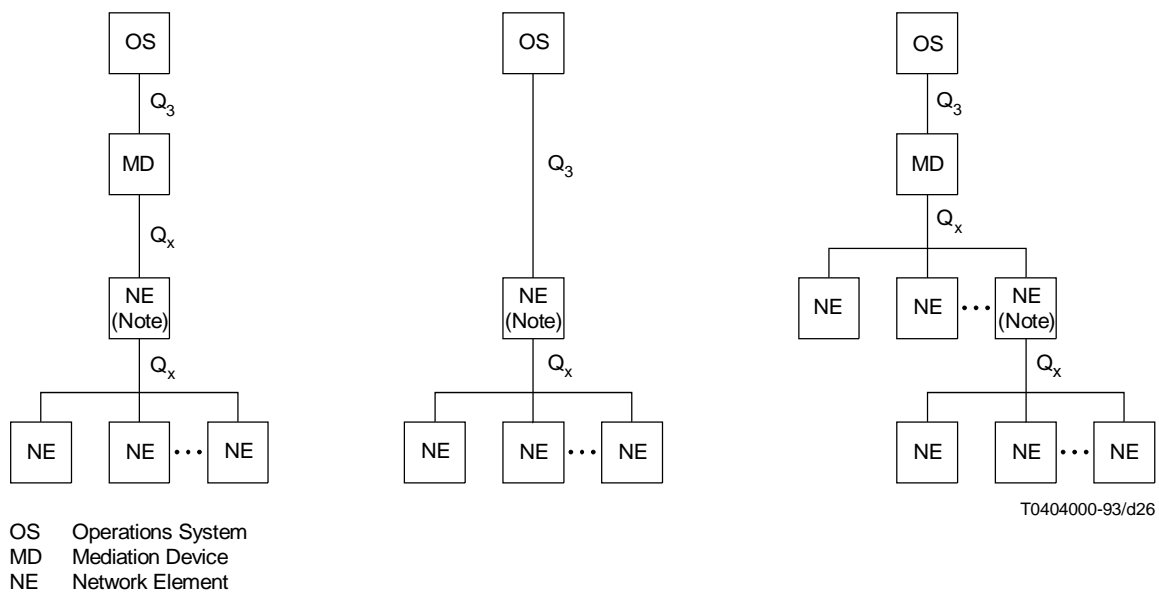 OS OS OS
Q3 Q3
MD Q3 MD
Qx Qx
NE (Note) NE (Note) NE NE ••• NE (Note)
Qx Qx Qx
NE NE ••• NE NE NE ••• NE NE NE ••• NE
T0404000-93/d26
OS Operations System
MD Mediation Device
NE Network Element